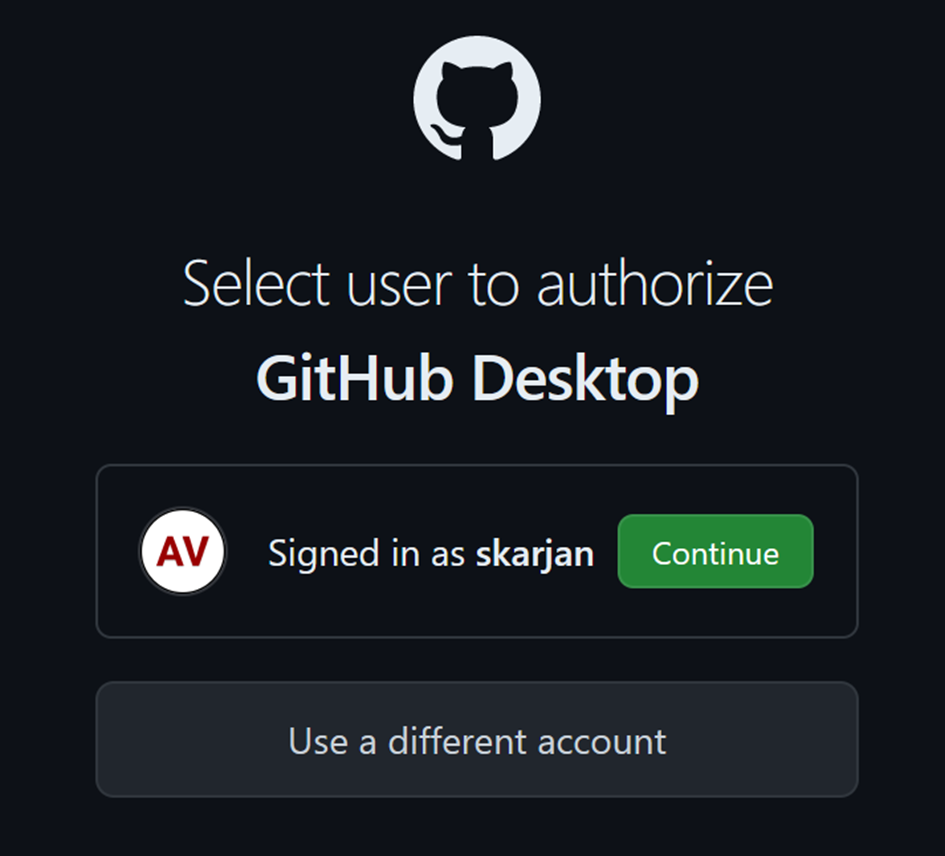 Select user to authorize
GitHub Desktop
AV Signed in as skarjan Continue
Use a different account